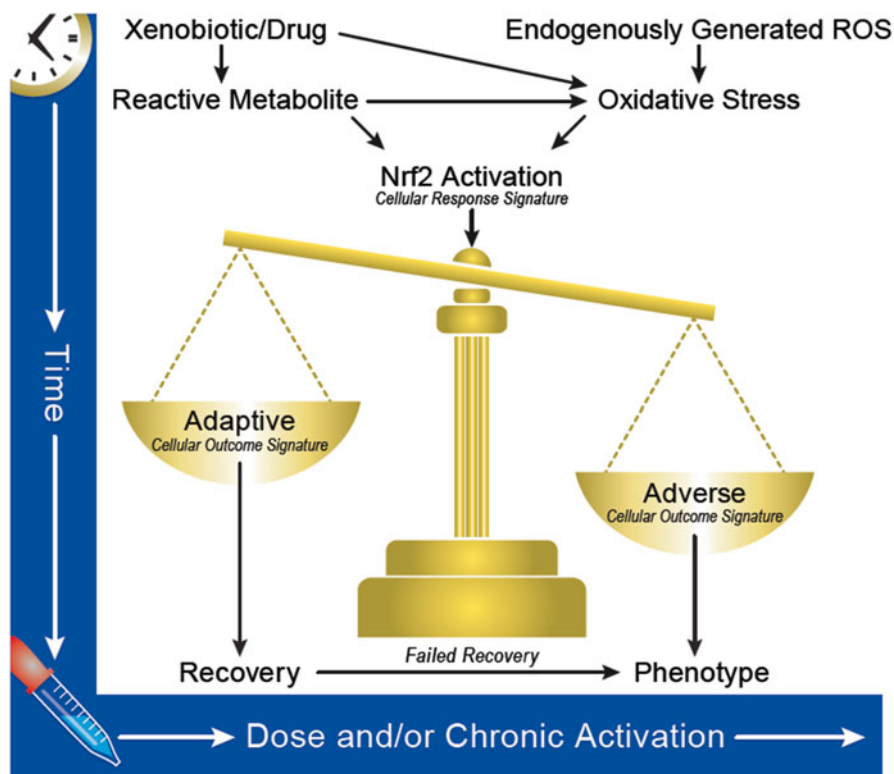 Xenobiotic/Drug
Endogenously Generated ROS
Reactive Metabolite
Oxidative Stress
Nrf2 Activation
Cellular Response Signature
Time
Adaptive
Cellular Outcome Signature
Adverse
Cellular Outcome Signature
Recovery
Failed Recovery
Phenotype
Dose and/or Chronic Activation